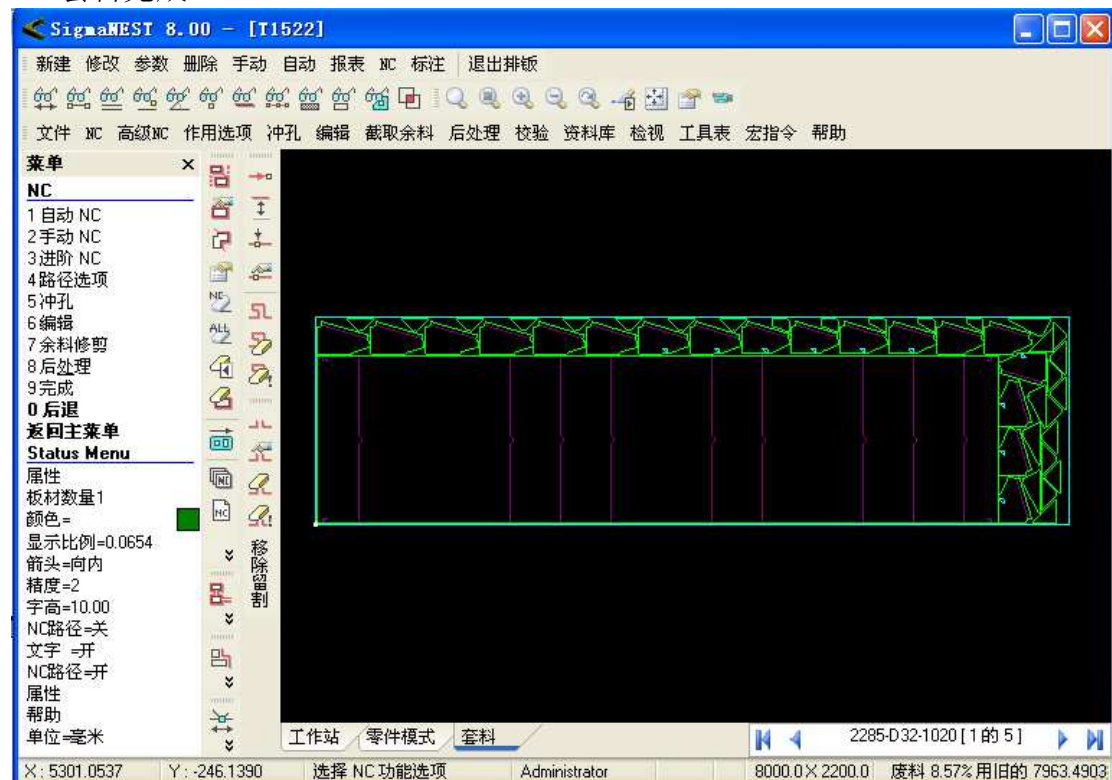 SigmaNEST 8.00 - [T1522]
新建 修改 参数 删除 手动 自动 报表 NC 标注 退出排钣
文件 NC 高级NC 作用选项 冲孔 编辑 截取余料 后处理 校验 资料库 检视 工具表 宏指令 帮助
菜单
NC
1 自动 NC
2 手动 NC
3 进阶 NC
4 路径选项
5 冲孔
6 编辑
7 余料修剪
8 后处理
9 完成
0 后退
返回主菜单
Status Menu
属性
板材数量1
颜色=
显示比例=0.0654
箭头=向内
精度=2
字高=10.00
NC路径=关
文字 =开
NC路径=开
属性
帮助
单位=毫米
NC
ALL
NC
NC
移除留割
工作站 零件模式 套料
2285-D32-1020 [ 1 的 5 ]
X: 5301.0537 Y: -246.1390 选择 NC 功能选项 Administrator 8000.0 X 2200.0 废料 8.57% 用旧的 7963.4903